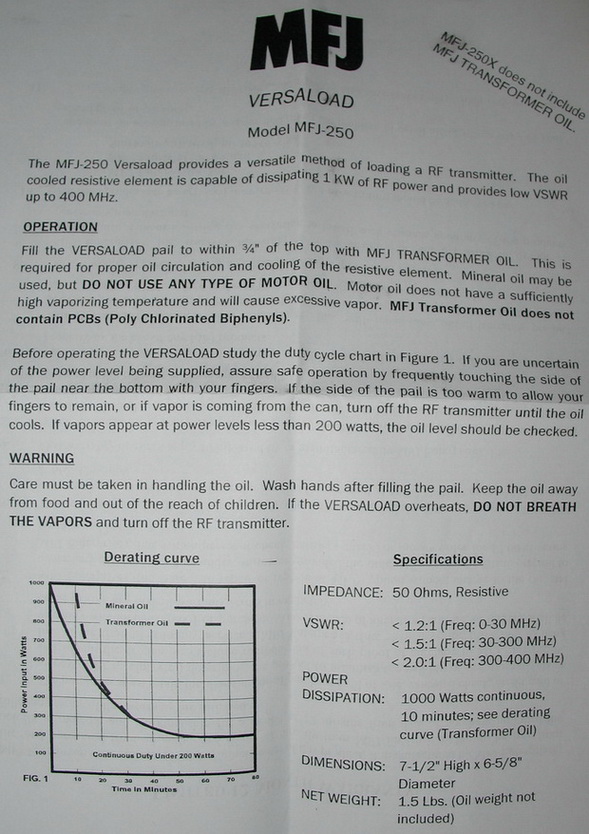 MFJ
VERSALOAD
Model MFJ-250
MFJ-250X does not include
MFJ TRANSFORMER OIL.
The MFJ-250 Versaload provides a versatile method of loading a RF transmitter. The oil
cooled resistive element is capable of dissipating 1 KW of RF power and provides low VSWR
up to 400 MHz.
OPERATION
Fill the VERSALOAD pail to within ¾" of the top with MFJ TRANSFORMER OIL. This is
required for proper oil circulation and cooling of the resistive element. Mineral oil may be
used, but DO NOT USE ANY TYPE OF MOTOR OIL. Motor oil does not have a sufficiently
high vaporizing temperature and will cause excessive vapor. MFJ Transformer Oil does not
contain PCBs (Poly Chlorinated Biphenyls).
Before operating the VERSALOAD study the duty cycle chart in Figure 1. If you are uncertain
of the power level being supplied, assure safe operation by frequently touching the side of
the pail near the bottom with your fingers. If the side of the pail is too warm to allow your
fingers to remain, or if vapor is coming from the can, turn off the RF transmitter until the oil
cools. If vapors appear at power levels less than 200 watts, the oil level should be checked.
WARNING
Care must be taken in handling the oil. Wash hands after filling the pail. Keep the oil away
from food and out of the reach of children. If the VERSALOAD overheats, DO NOT BREATH
THE VAPORS and turn off the RF transmitter.
Derating curve
1000
900
800
700
600
500
400
300
200
100
Power Input in Watts
Mineral Oil
Transformer Oil
Continuous Duty Under 200 Watts
FIG. 1
10 20 30 40 50 60 70 80
Time In Minutes
Specifications
IMPEDANCE: 50 Ohms, Resistive
VSWR: < 1.2:1 (Freq: 0-30 MHz)
< 1.5:1 (Freq: 30-300 MHz)
< 2.0:1 (Freq: 300-400 MHz)
POWER
DISSIPATION: 1000 Watts continuous,
10 minutes; see derating
curve (Transformer Oil)
DIMENSIONS: 7-1/2" High x 6-5/8"
Diameter
NET WEIGHT: 1.5 Lbs. (Oil weight not
included)